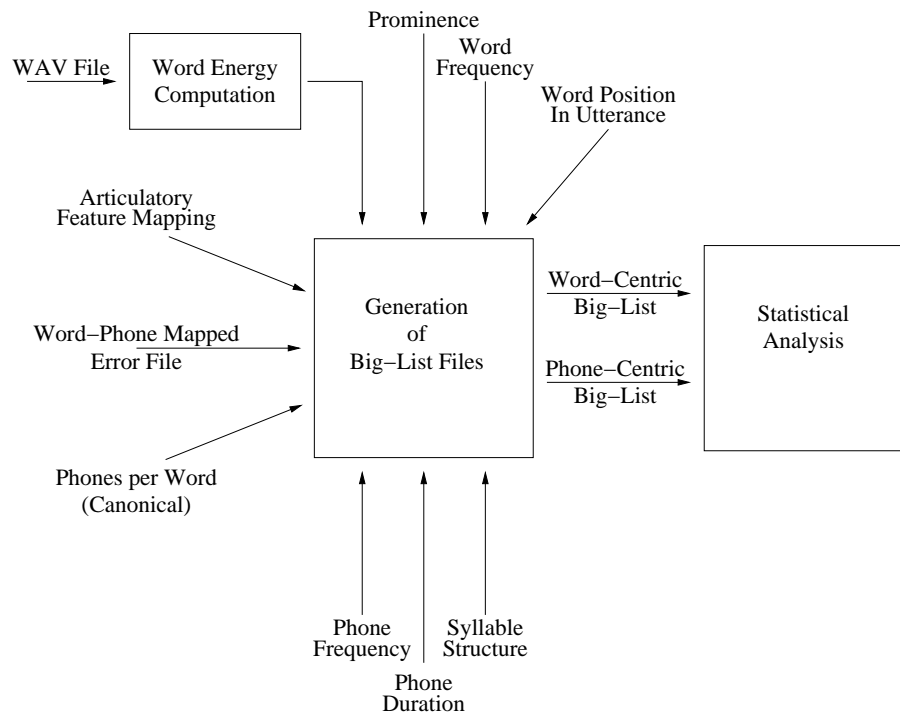 Prominence
Word
Frequency
WAV File
Word Energy
Computation
Word Position
In Utterance
Articulatory
Feature Mapping
Word−Phone Mapped
Error File
Phones per Word
(Canonical)
Generation
of
Big−List Files
Word−Centric
Big−List
Phone−Centric
Big−List
Statistical
Analysis
Phone
Frequency
Syllable
Structure
Phone
Duration